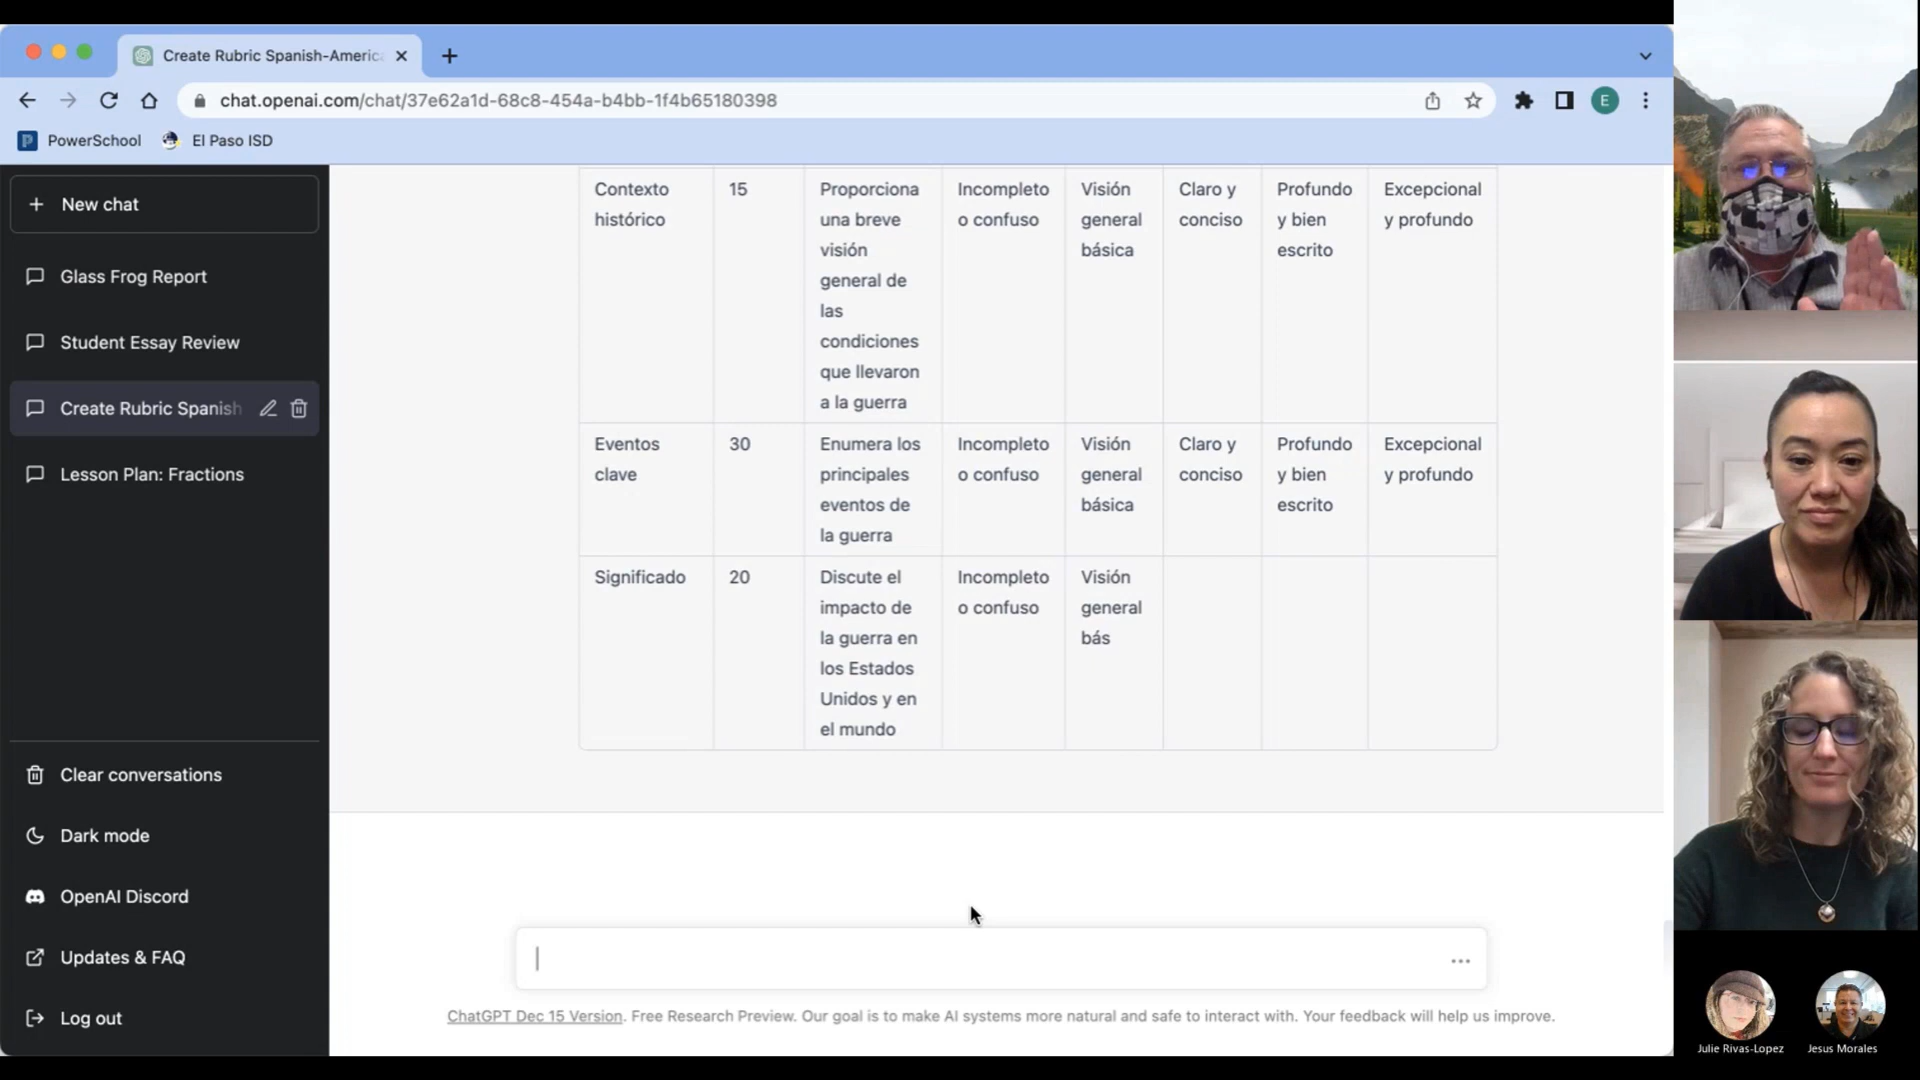 Create Rubric Spanish-Americ
chat.openai.com/chat/37e62a1d-68c8-454a-b4bb-1f4b65180398
E
PowerSchool
El Paso ISD
New chat
Glass Frog Report
Student Essay Review
Create Rubric Spanish
Lesson Plan: Fractions
Clear conversations
Dark mode
OpenAI Discord
Updates & FAQ
Log out
Contexto
histórico
15
Proporciona
una breve
visión
general de
las
condiciones
que llevaron
a la guerra
Incompleto
o confuso
Visión
general
básica
Claro y
conciso
Profundo
y bien
escrito
Excepcional
y profundo
Eventos
clave
30
Enumera los
principales
eventos de
la guerra
Incompleto
o confuso
Visión
general
básica
Claro y
conciso
Profundo
y bien
escrito
Excepcional
y profundo
Significado
20
Discute el
impacto de
la guerra en
los Estados
Unidos y en
el mundo
Incompleto
o confuso
Visión
general
bás
ChatGPT Dec 15 Version. Free Research Preview. Our goal is to make AI systems more natural and safe to interact with. Your feedback will help us improve.
Julie Rivas-Lopez
Jesus Morales